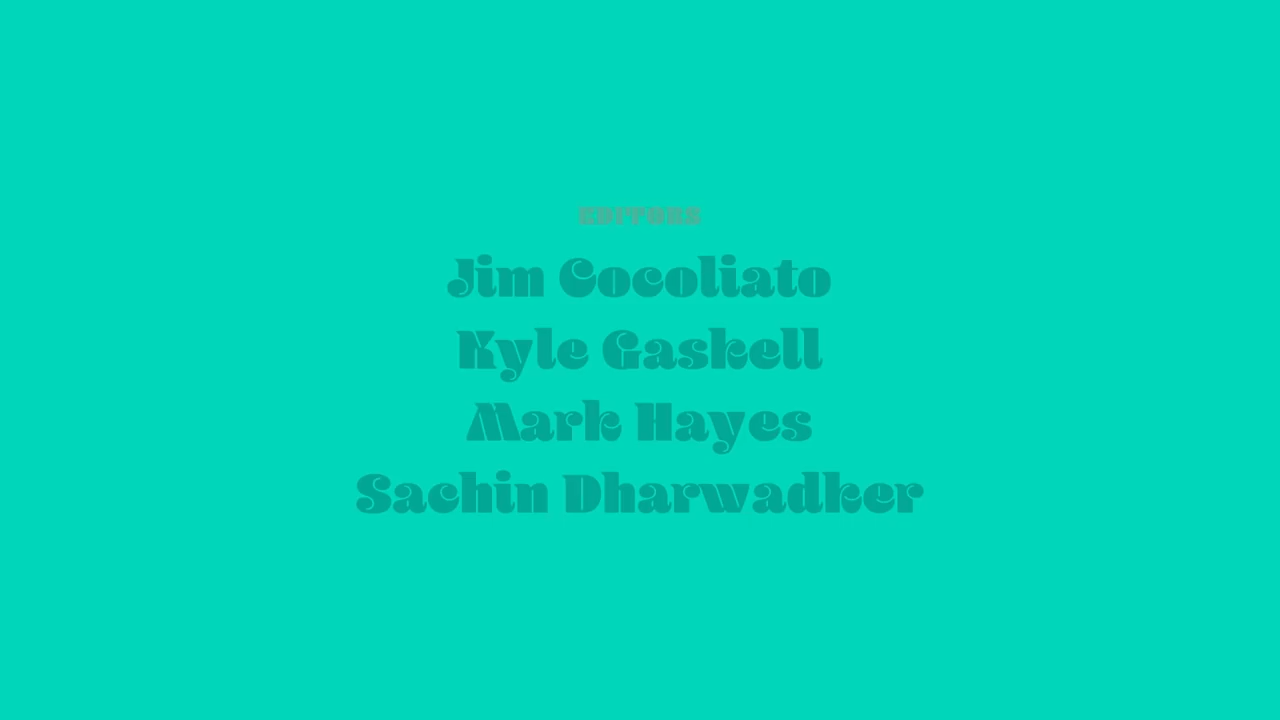 EDITORS
Jim Cocoliato
Kyle Gaskell
Mark Hayes
Sachin Dharwadker